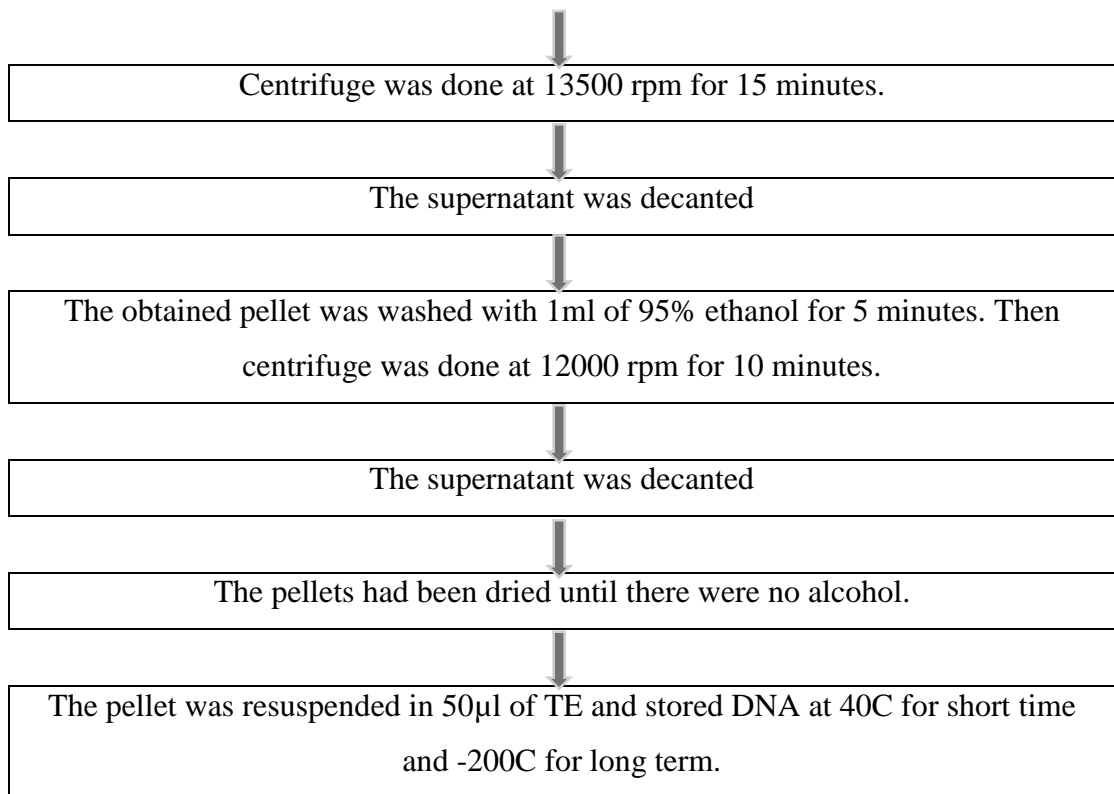 Centrifuge was done at 13500 rpm for 15 minutes.
The supernatant was decanted
The obtained pellet was washed with 1ml of 95% ethanol for 5 minutes. Then
centrifuge was done at 12000 rpm for 10 minutes.
The supernatant was decanted
The pellets had been dried until there were no alcohol.
The pellet was resuspended in 50µl of TE and stored DNA at 40C for short time
and -200C for long term.